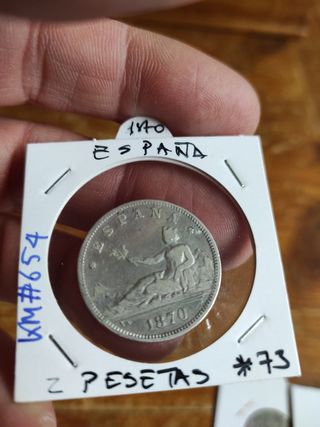 1870
ESPAÑA
KM#654
* ESPAÑA *
1870
2 PESETAS *73